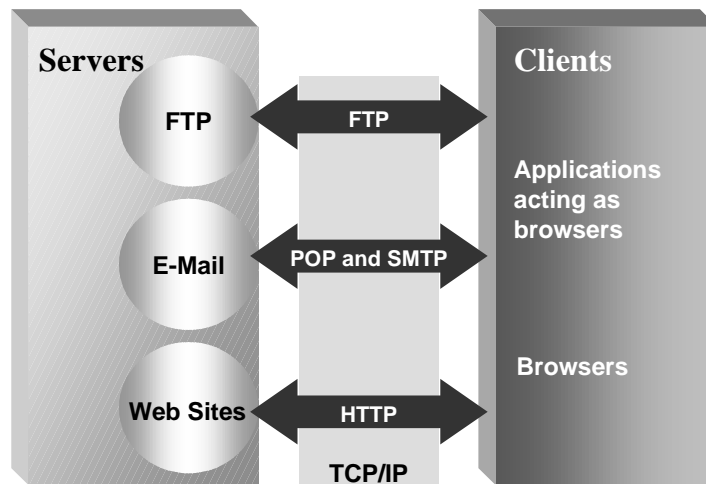 Servers
FTP
E-Mail
Web Sites
FTP
POP and SMTP
HTTP
TCP/IP
Clients
Applications
acting as
browsers
Browsers